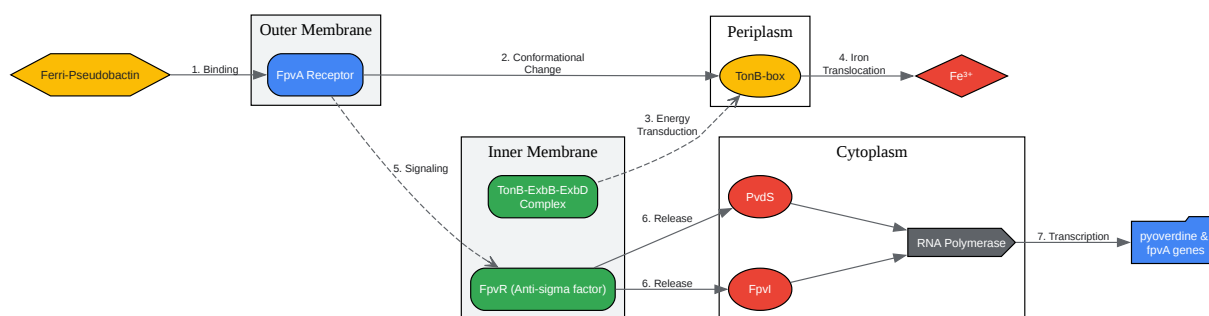 Outer Membrane
Periplasm
Ferri-Pseudobactin
1. Binding
FpvA Receptor
2. Conformational
Change
TonB-box
4. Iron
Translocation
Fe³⁺
3. Energy
Transduction
5. Signaling
Inner Membrane
Cytoplasm
TonB-ExbB-ExbD
Complex
6. Release
PvdS
RNA Polymerase
7. Transcription
pyoverdine &
fpvA genes
FpvR (Anti-sigma factor)
6. Release
FpvI